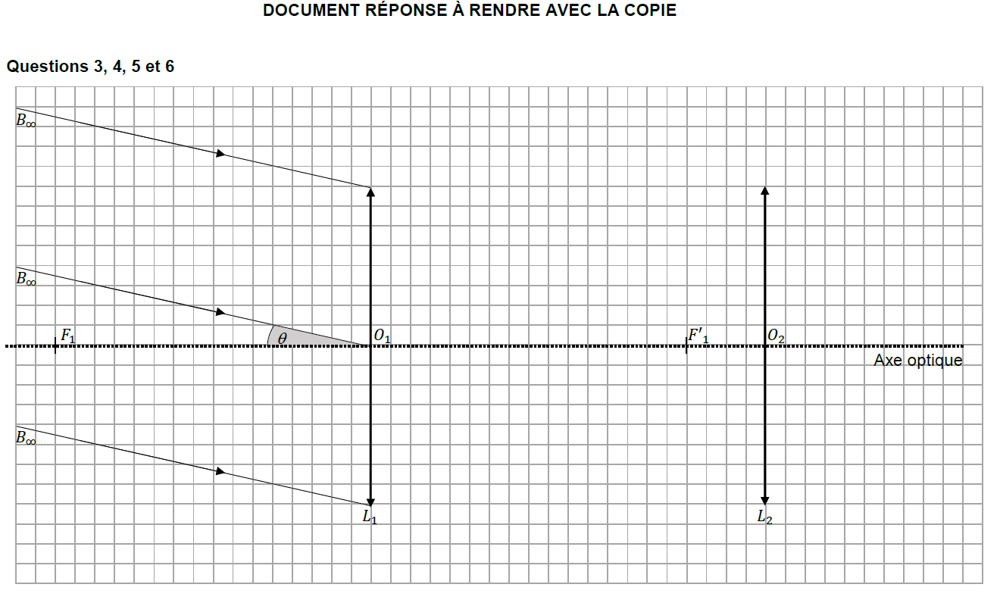 DOCUMENT RÉPONSE À RENDRE AVEC LA COPIE
Questions 3, 4, 5 et 6
B∞
B∞
F₁ θ O₁ F′₁ O₂
Axe optique
B∞
L₁ L₂